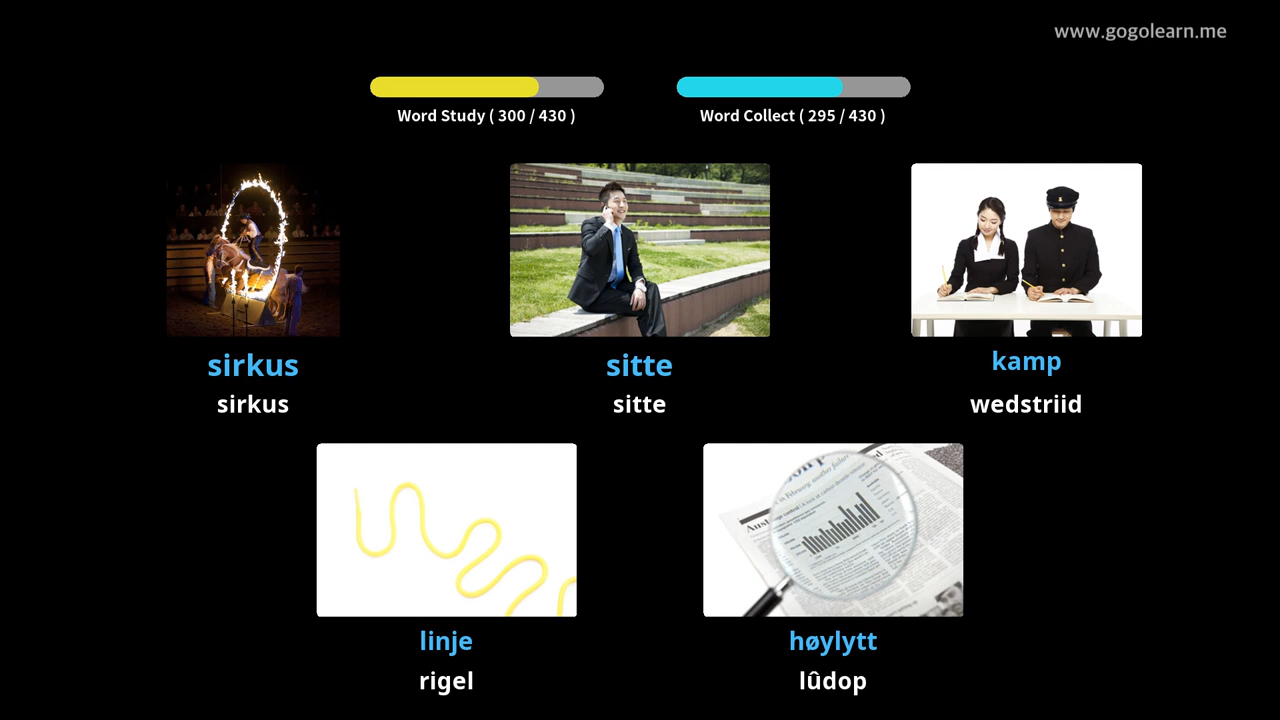 www.gogolearn.me
Word Study ( 300 / 430 )
Word Collect ( 295 / 430 )
sirkus
sirkus
sitte
sitte
kamp
wedstriid
linje
rigel
høylytt
lûdop